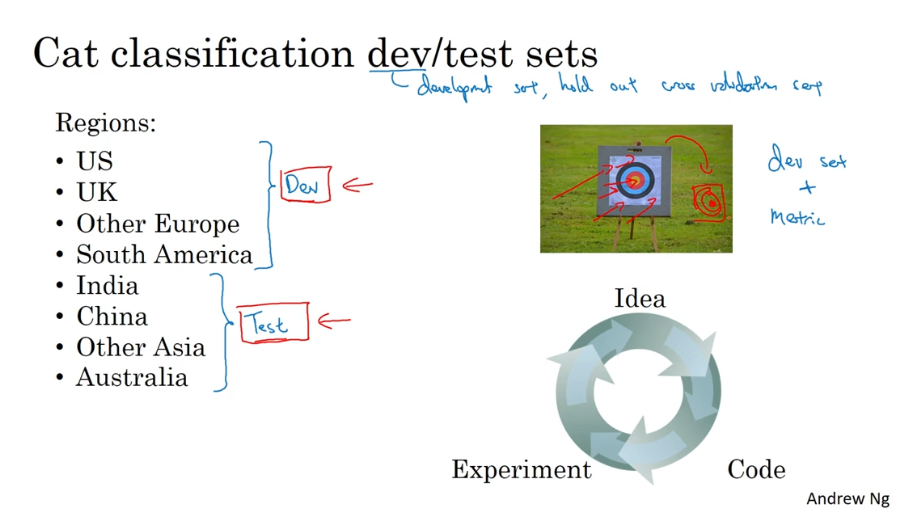 Cat classification dev/test sets
development set, hold out cross validation
Regions:
• US
• UK
• Other Europe
• South America
• India
• China
• Other Asia
• Australia
Dev
Test
dev set
+
metric
Idea
Code
Experiment
Andrew Ng